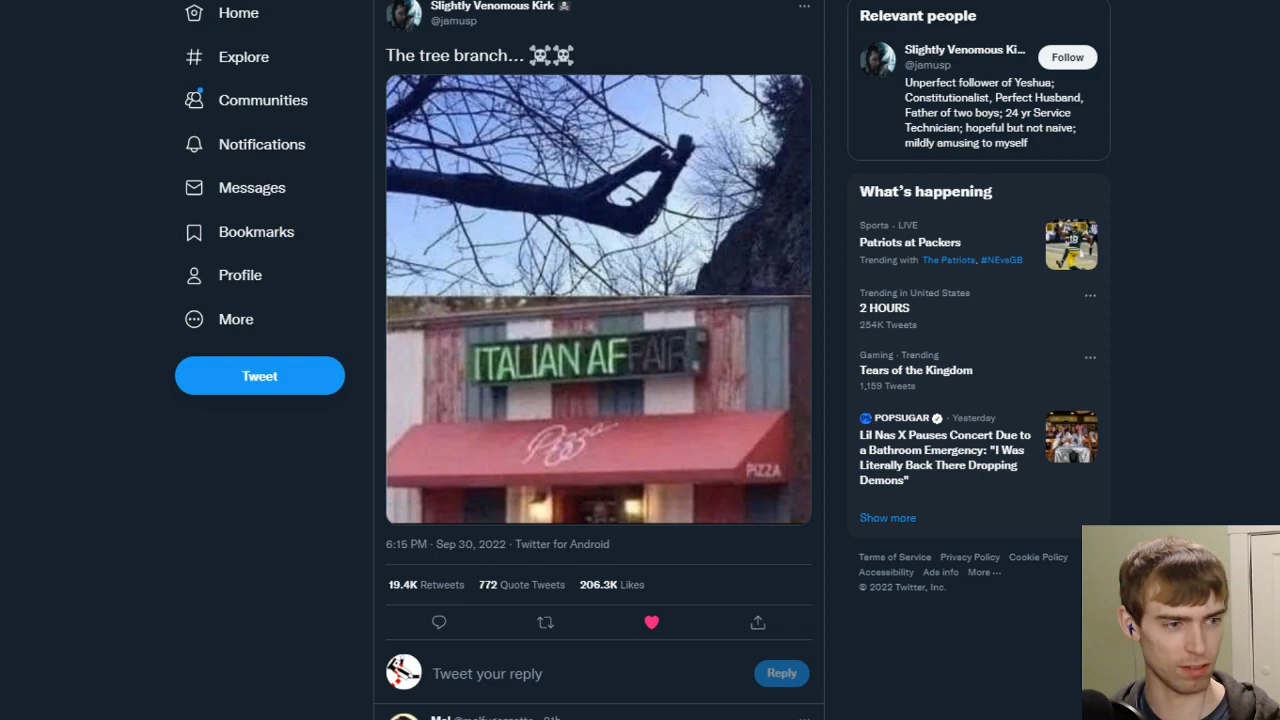 Home
Explore
Communities
Notifications
Messages
Bookmarks
Profile
More
Tweet
Slightly Venomous Kirk ☠
@jamusp
The tree branch... ☠☠
ITALIAN AFFAIR
Pizza
PIZZA
6:15 PM · Sep 30, 2022 · Twitter for Android
19.4K Retweets 772 Quote Tweets 206.3K Likes
Tweet your reply
Reply
Relevant people
Slightly Venomous Ki...
@jamusp
Follow
Unperfect follower of Yeshua;
Constitutionalist, Perfect Husband,
Father of two boys; 24 yr Service
Technician; hopeful but not naive;
mildly amusing to myself
What's happening
Sports · LIVE
Patriots at Packers
Trending with The Patriots, #NEvsGB
Trending in United States
2 HOURS
254K Tweets
Gaming · Trending
Tears of the Kingdom
1,159 Tweets
POPSUGAR · Yesterday
Lil Nas X Pauses Concert Due to
a Bathroom Emergency: "I Was
Literally Back There Dropping
Demons"
Show more
Terms of Service Privacy Policy Cookie Policy
Accessibility Ads info More ···
© 2022 Twitter, Inc.